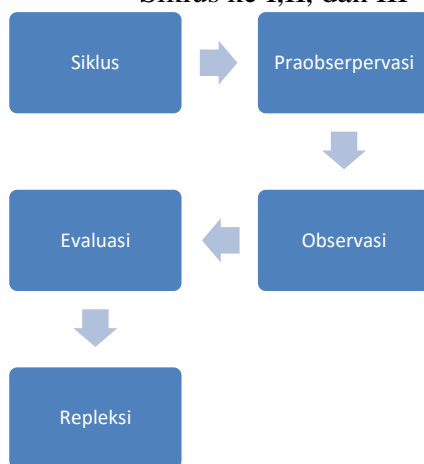 Siklus ke I,II, dan III
Siklus
Praobserpervasi
Observasi
Evaluasi
Repleksi